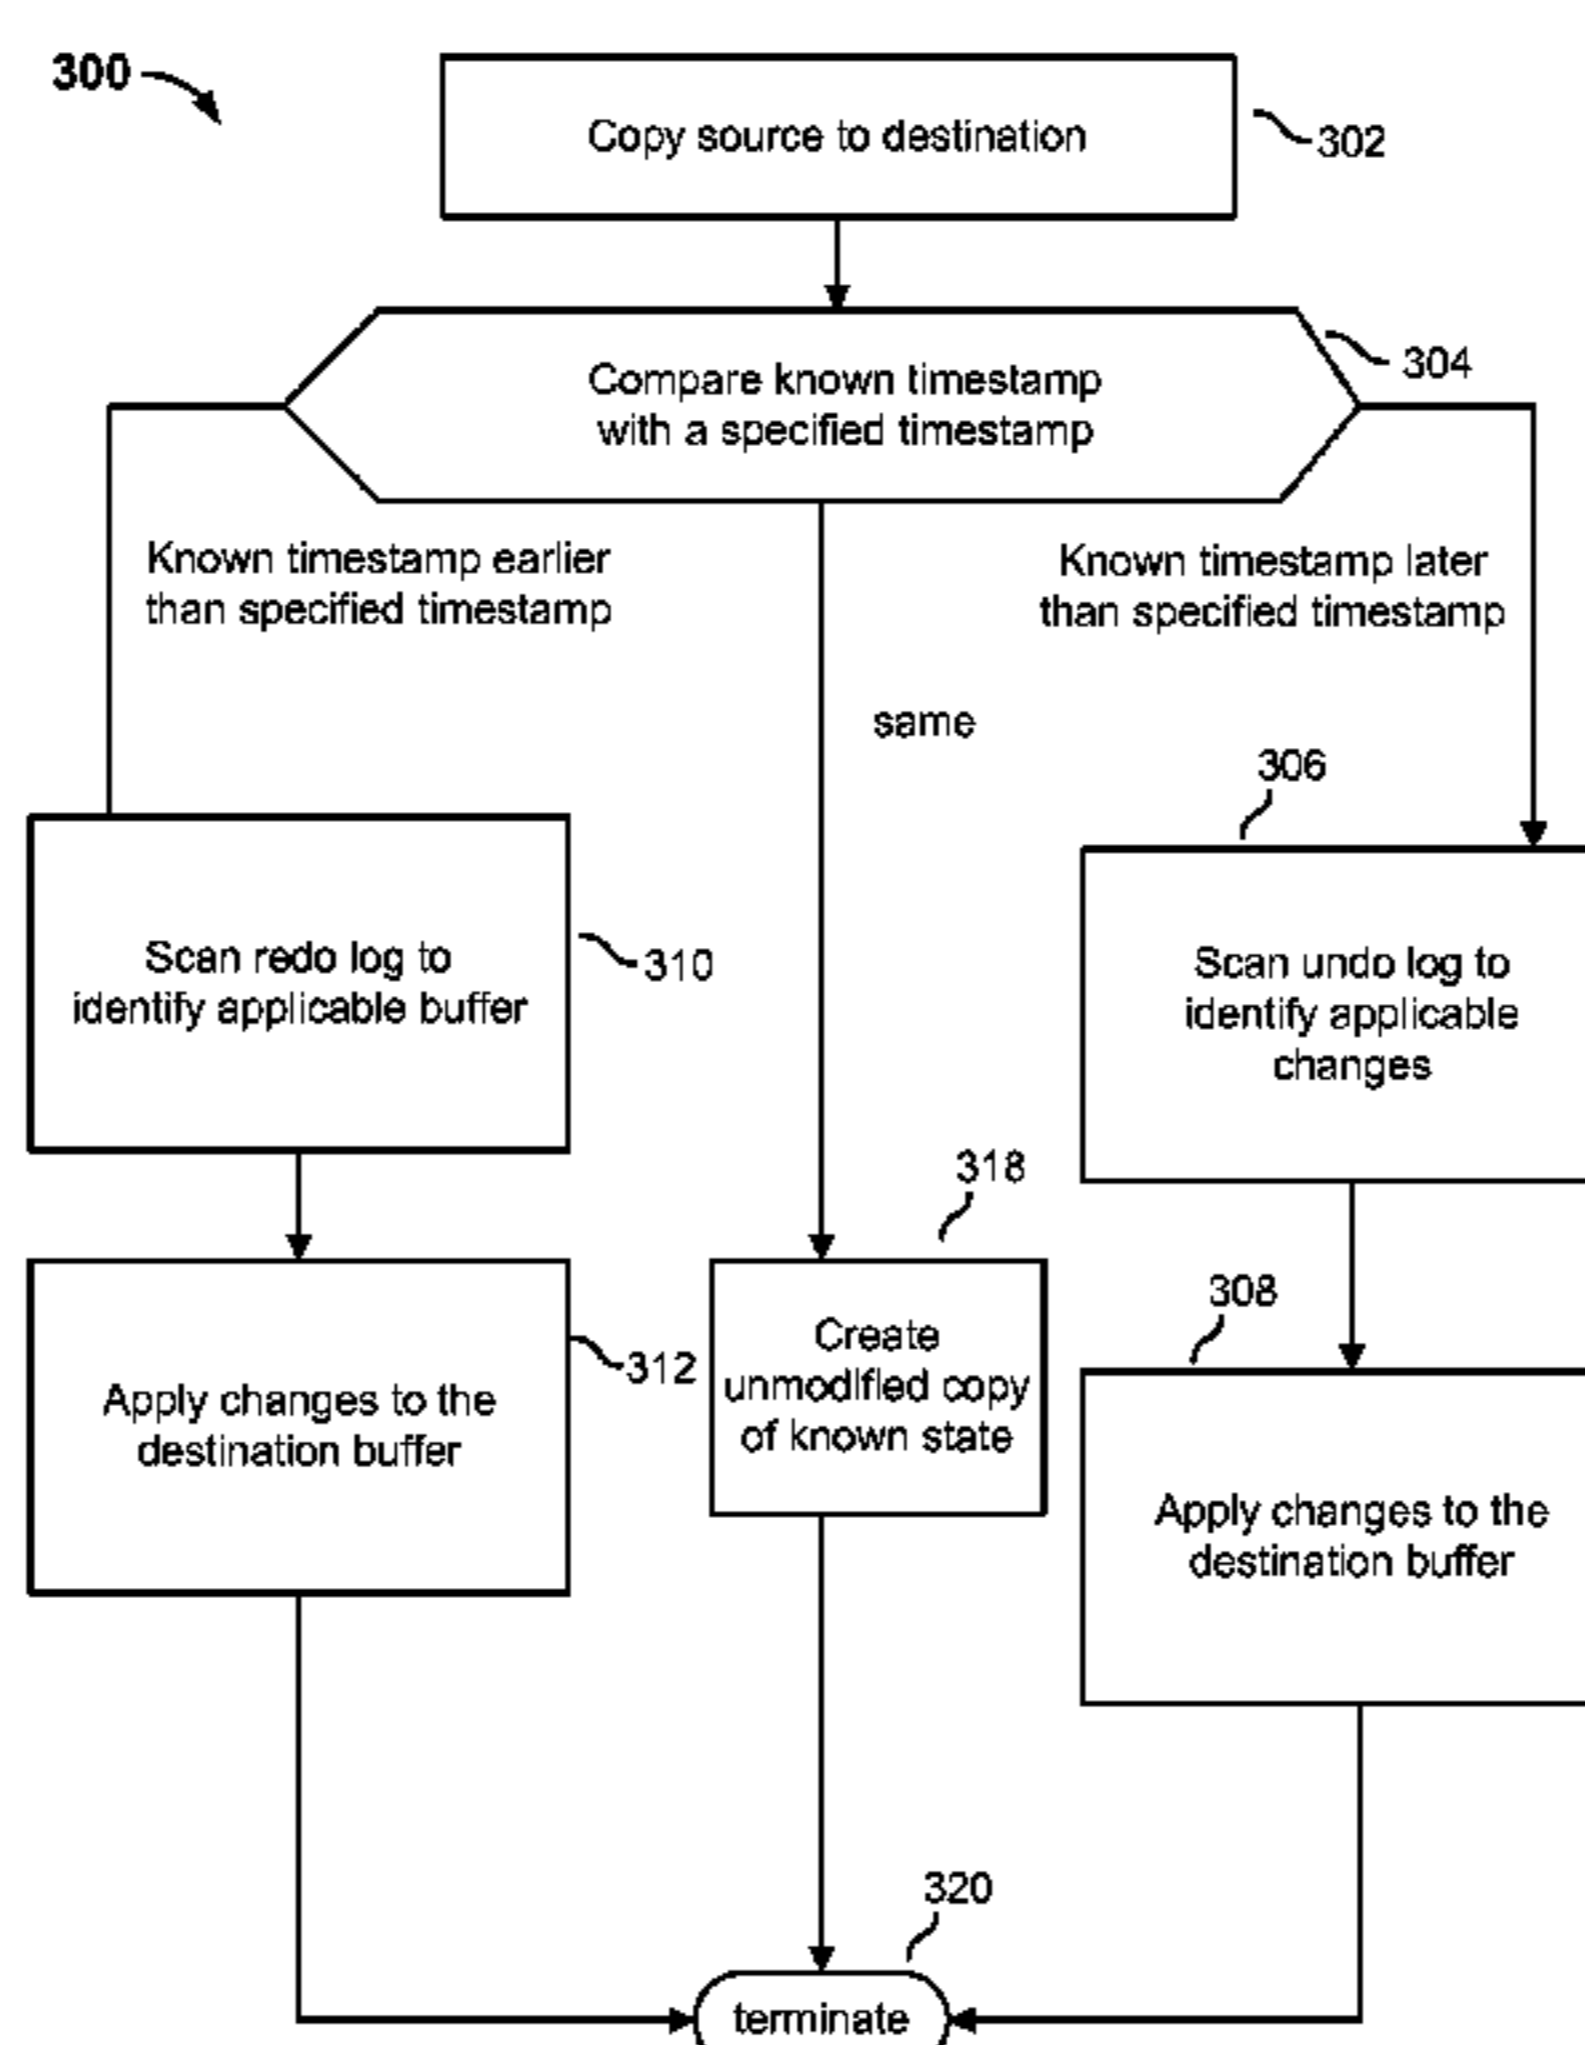 300
Copy source to destination
302
Compare known timestamp
with a specified timestamp
304
Known timestamp earlier
than specified timestamp
same
Known timestamp later
than specified timestamp
306
Scan redo log to
identify applicable buffer
310
Scan undo log to
identify applicable
changes
318
308
Apply changes to the
destination buffer
312
Create
unmodified copy
of known state
Apply changes to the
destination buffer
320
terminate